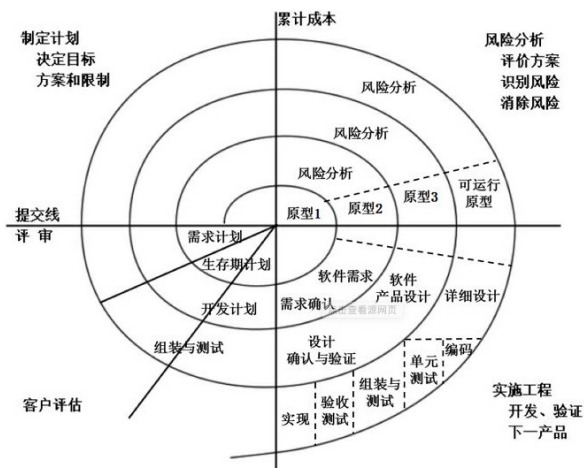 累计成本
制定计划
决定目标
方案和限制
风险分析
评价方案
识别风险
消除风险
风险分析
风险分析
风险分析
原型1
原型2
原型3
可运行
原型
提交线
评 审
需求计划
生存期计划
开发计划
组装与测试
软件需求
需求确认
软件
产品设计
详细设计
点击查看源网页
设计
确认与验证
实现
验收
测试
组装与
测试
单元
测试
编码
客户评估
实施工程
开发、验证
下一产品